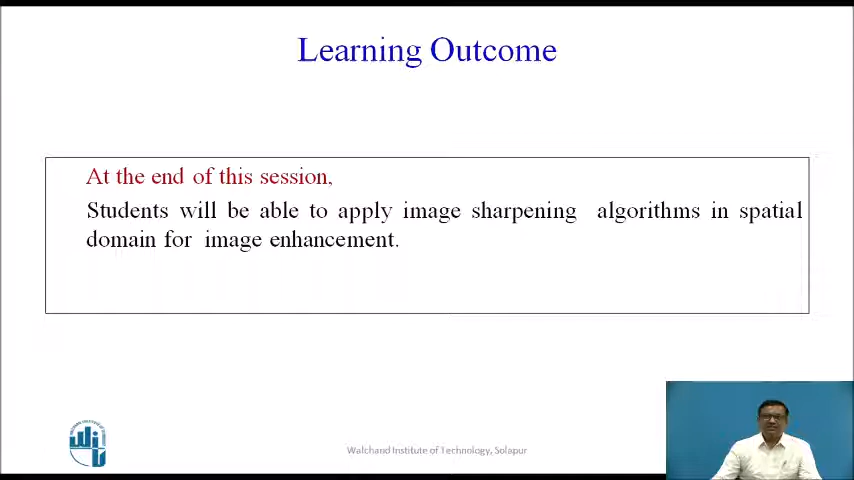 Learning Outcome
At the end of this session,
Students will be able to apply image sharpening algorithms in spatial
domain for image enhancement.
Walchand Institute of Technology, Solapur